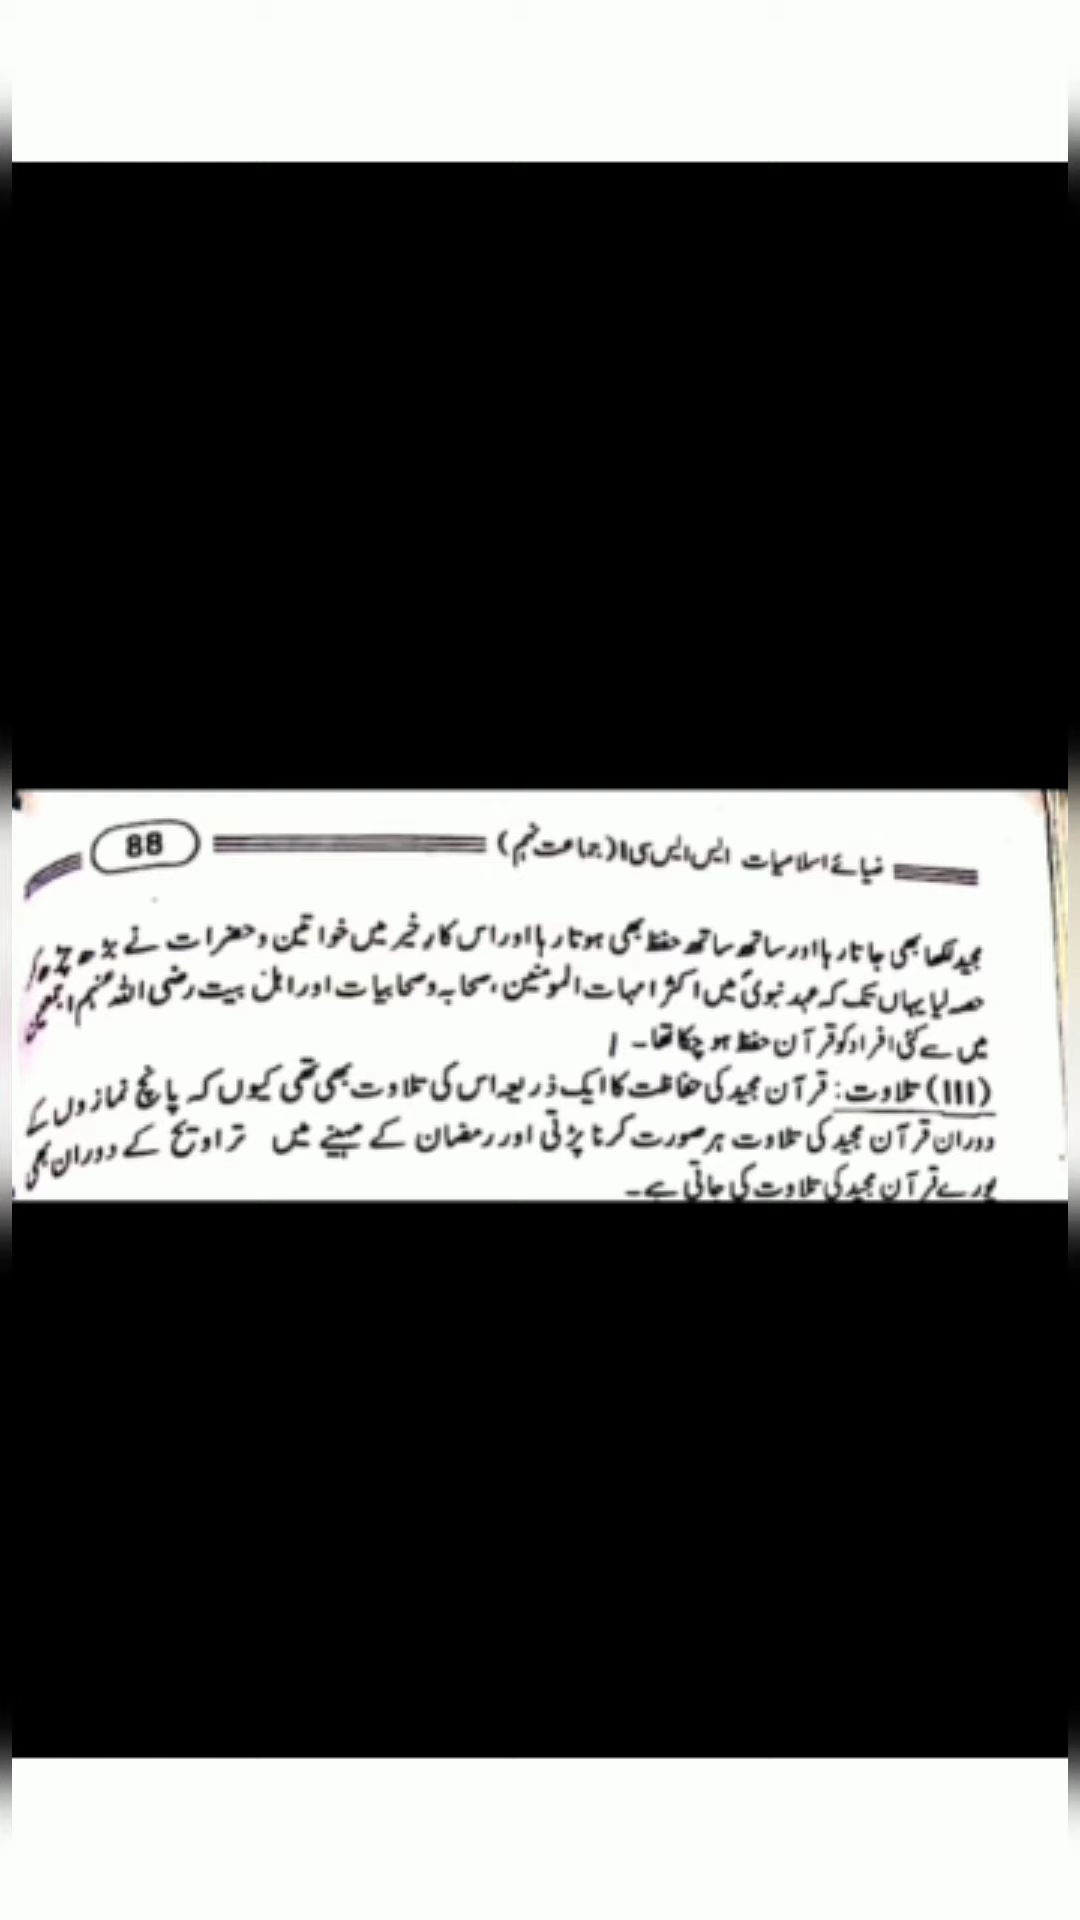 ضیائے اسلامیات ایس ایس سی I (جماعت نہم) 88
مجید لکھا بھی جاتا رہا اور ساتھ ساتھ حفظ بھی ہوتا رہا اور اس کارِ خیر میں خواتین و حضرات نے بڑھ چڑھ کر
حصہ لیا یہاں تک کہ عہد نبویؐ میں اکثر امہات المومنین، صحابہ و صحابیات اور اہل بیت رضی اللہ عنہم اجمعین
میں سے کئی افراد کو قرآن حفظ ہو چکا تھا۔
(III) تلاوت: قرآن مجید کی حفاظت کا ایک ذریعہ اس کی تلاوت بھی تھی کیوں کہ پانچ نمازوں کے
دوران قرآن مجید کی تلاوت ہر صورت کرنا پڑتی اور رمضان کے مہینے میں تراویح کے دوران بھی
پورے قرآن مجید کی تلاوت کی جاتی ہے۔